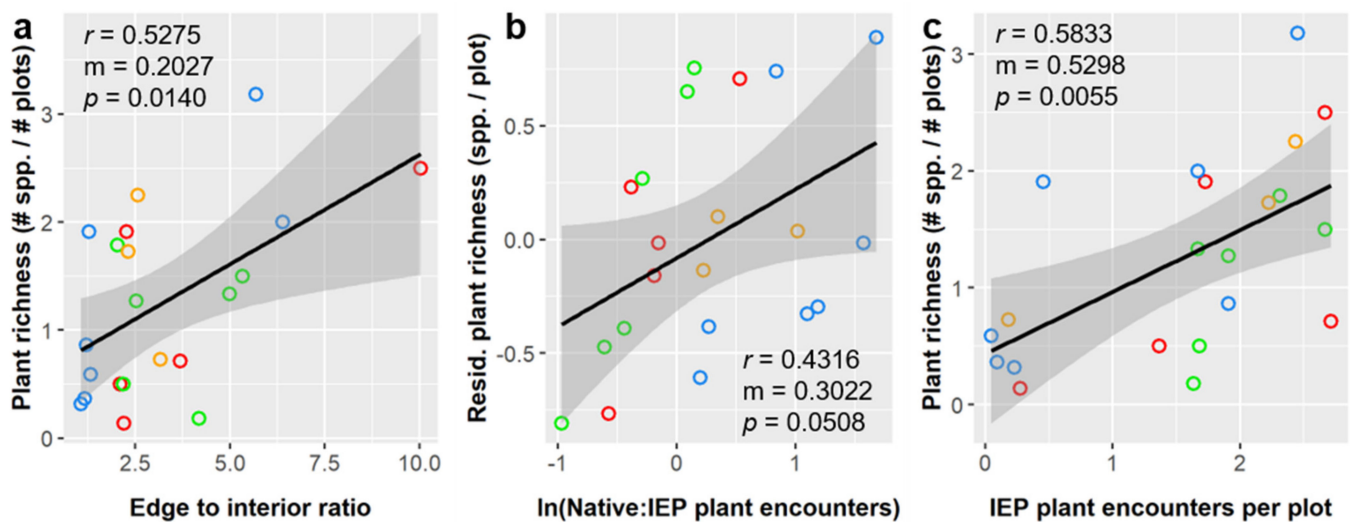 a
r = 0.5275
m = 0.2027
p = 0.0140
Plant richness (# spp. / # plots)
3
2
1
0
2.5 5.0 7.5 10.0
Edge to interior ratio
b
Resid. plant richness (spp. / plot)
0.5
0.0
-0.5
r = 0.4316
m = 0.3022
p = 0.0508
-1 0 1
ln(Native:IEP plant encounters)
c
r = 0.5833
m = 0.5298
p = 0.0055
Plant richness (# spp. / # plots)
3
2
1
0
0 1 2
IEP plant encounters per plot